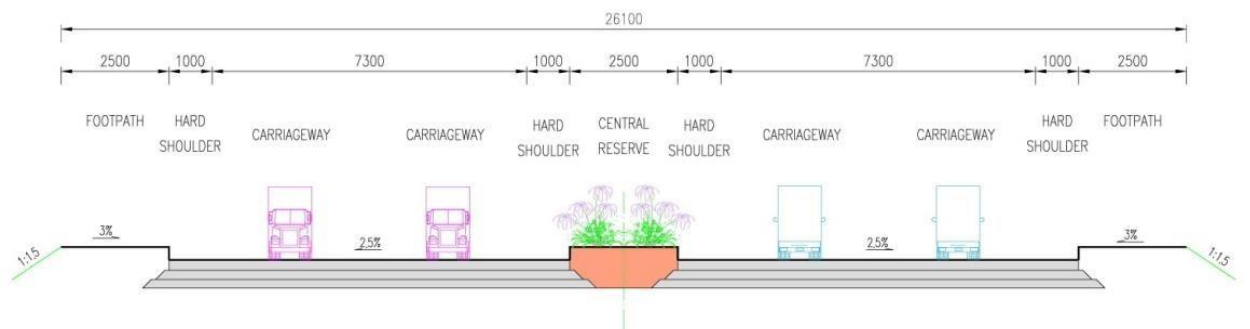 26100
2500 1000 7300 1000 2500 1000 7300 1000 2500
FOOTPATH HARD SHOULDER CARRIAGEWAY CARRIAGEWAY HARD SHOULDER CENTRAL RESERVE HARD SHOULDER CARRIAGEWAY CARRIAGEWAY HARD SHOULDER FOOTPATH
3% 2,5% 2,5% 3%
1:1,5 1:1,5